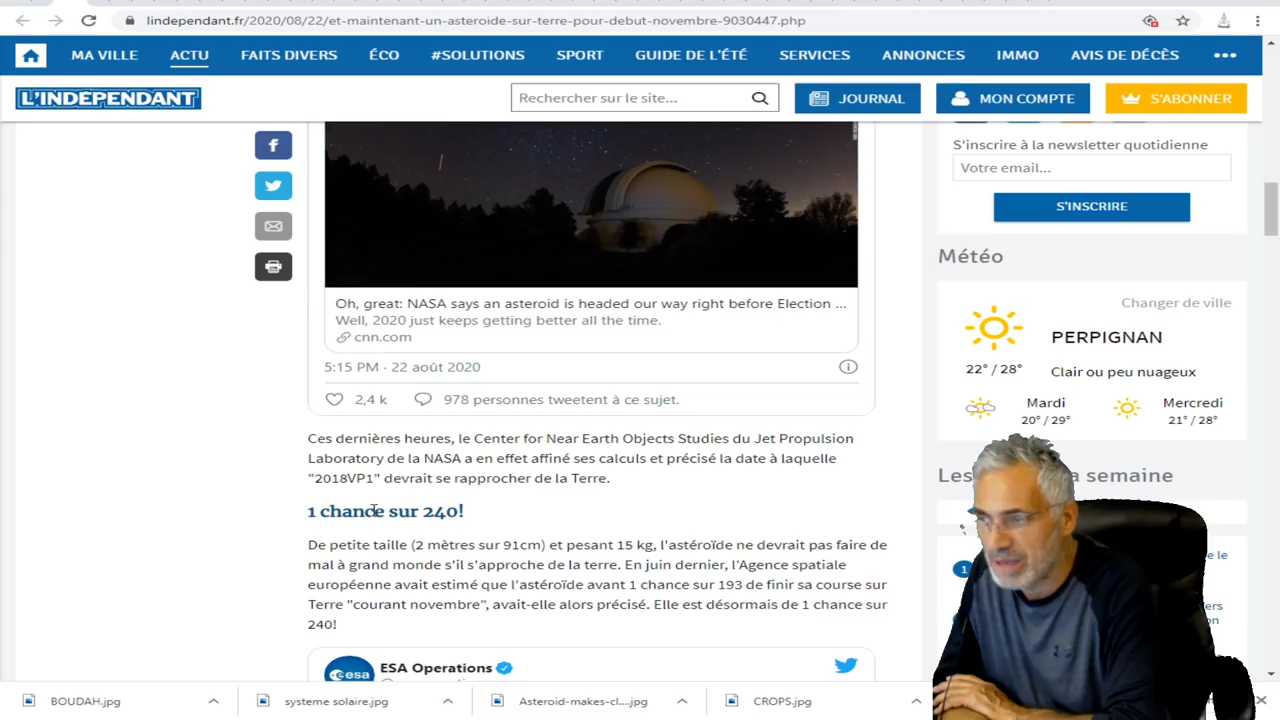 lindependant.fr/2020/08/22/et-maintenant-un-asteroide-sur-terre-pour-debut-novembre-9030447.php
MA VILLE ACTU FAITS DIVERS ÉCO #SOLUTIONS SPORT GUIDE DE L'ÉTÉ SERVICES ANNONCES IMMO AVIS DE DÉCÈS
L'INDÉPENDANT Rechercher sur le site... JOURNAL MON COMPTE S'ABONNER
S'inscrire à la newsletter quotidienne
Votre email...
S'INSCRIRE
Météo
Changer de ville
PERPIGNAN
22° / 28° Clair ou peu nuageux
Mardi
20° / 29°
Mercredi
21° / 28°
Oh, great: NASA says an asteroid is headed our way right before Election ...
Well, 2020 just keeps getting better all the time.
cnn.com
5:15 PM · 22 août 2020
2,4 k 978 personnes tweetent à ce sujet.
Ces dernières heures, le Center for Near Earth Objects Studies du Jet Propulsion
Laboratory de la NASA a en effet affiné ses calculs et précisé la date à laquelle
"2018VP1" devrait se rapprocher de la Terre.
1 chance sur 240!
De petite taille (2 mètres sur 91cm) et pesant 15 kg, l'astéroïde ne devrait pas faire de
mal à grand monde s'il s'approche de la terre. En juin dernier, l'Agence spatiale
européenne avait estimé que l'astéroïde avant 1 chance sur 193 de finir sa course sur
Terre "courant novembre", avait-elle alors précisé. Elle est désormais de 1 chance sur
240!
esa ESA Operations
Les a semaine
1 le
BOUDAH.jpg systeme solaire.jpg Asteroid-makes-cl....jpg CROPS.jpg